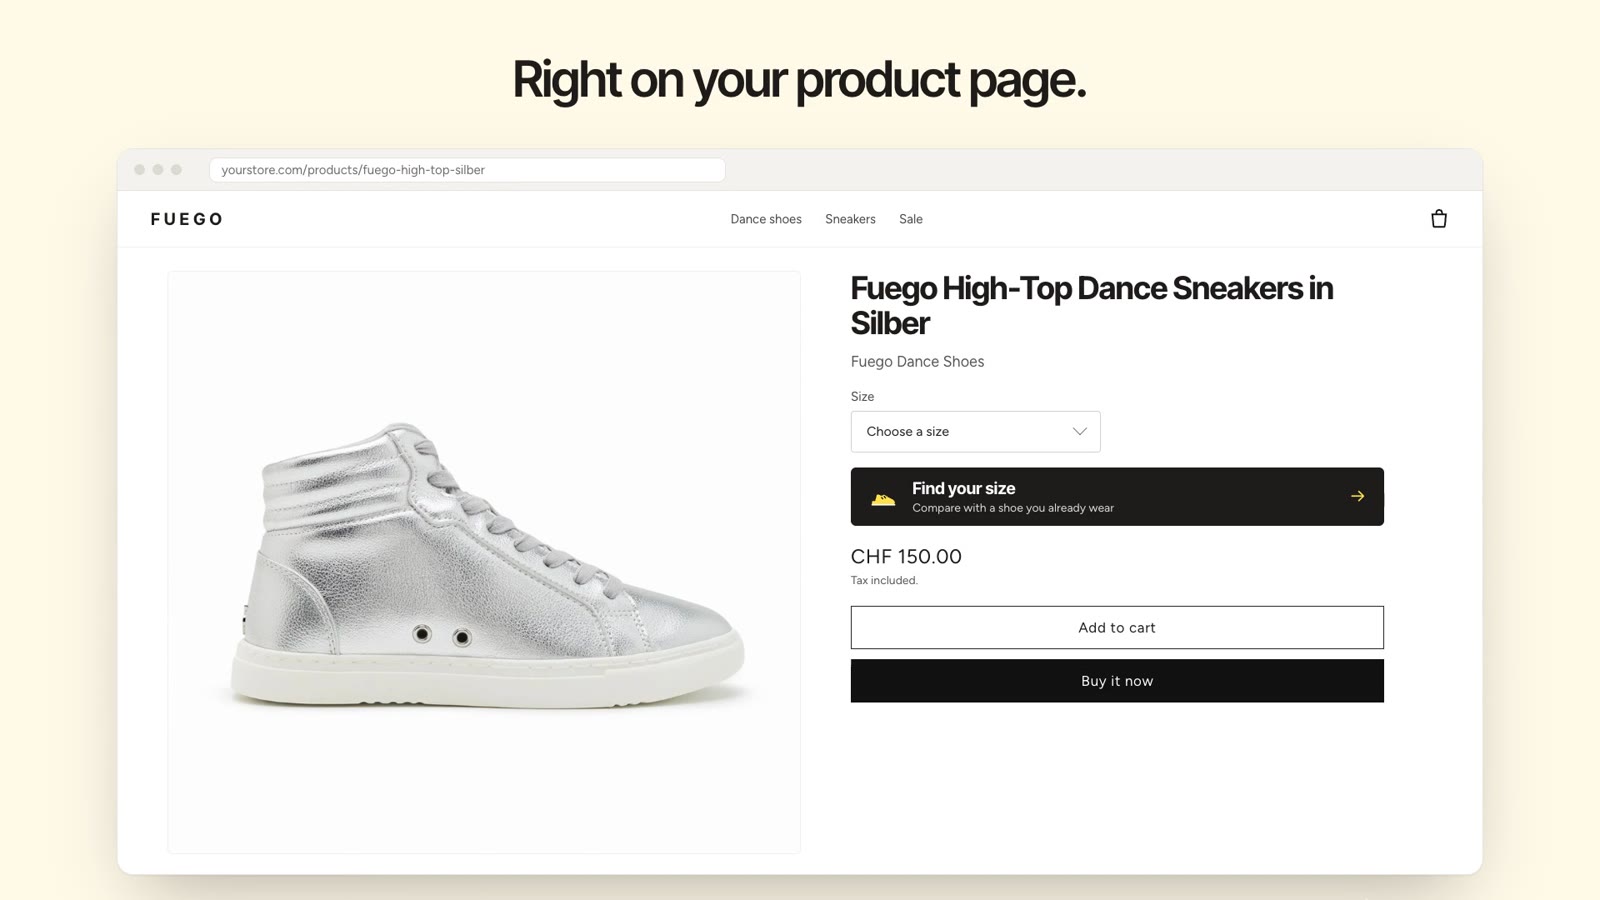 Right on your product page.
yourstore.com/products/fuego-high-top-silber
FUEGO
Dance shoes
Sneakers
Sale
Fuego High-Top Dance Sneakers in
Silber
Fuego Dance Shoes
Size
Choose a size
Find your size
Compare with a shoe you already wear
CHF 150.00
Tax included.
Add to cart
Buy it now